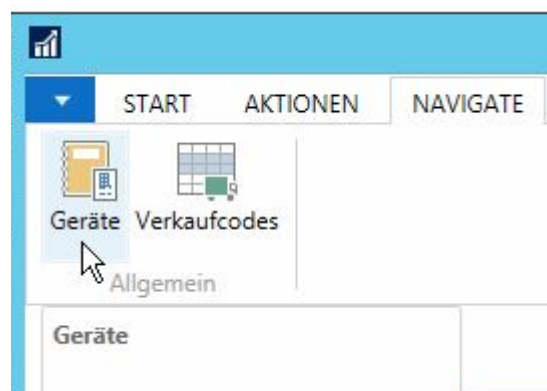 START AKTIONEN NAVIGATE
Geräte Verkaufcodes
Allgemein
Geräte